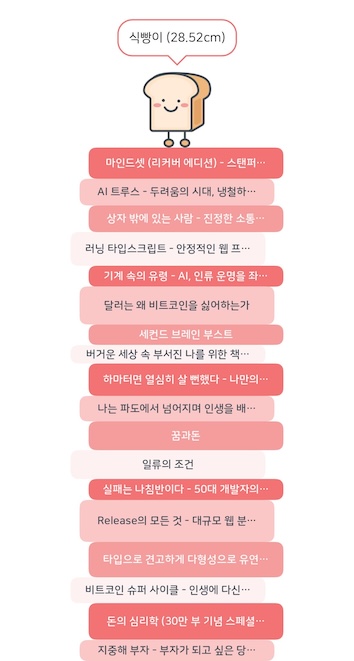 식빵이 (28.52cm)
마인드셋 (리커버 에디션) - 스탠퍼…
AI 트루스 - 두려움의 시대, 냉철하…
상자 밖에 있는 사람 - 진정한 소통…
러닝 타입스크립트 - 안정적인 웹 프…
기계 속의 유령 - AI, 인류 운명을 좌…
달러는 왜 비트코인을 싫어하는가
세컨드 브레인 부스트
버거운 세상 속 부서진 나를 위한 책…
하마터면 열심히 살 뻔했다 - 나만의…
나는 파도에서 넘어지며 인생을 배…
꿈과돈
일류의 조건
실패는 나침반이다 - 50대 개발자의…
Release의 모든 것 - 대규모 웹 분…
타입으로 견고하게 다형성으로 유연…
비트코인 슈퍼 사이클 - 인생에 다신…
돈의 심리학 (30만 부 기념 스페셜…
지중해 부자 - 부자가 되고 싶은 당…